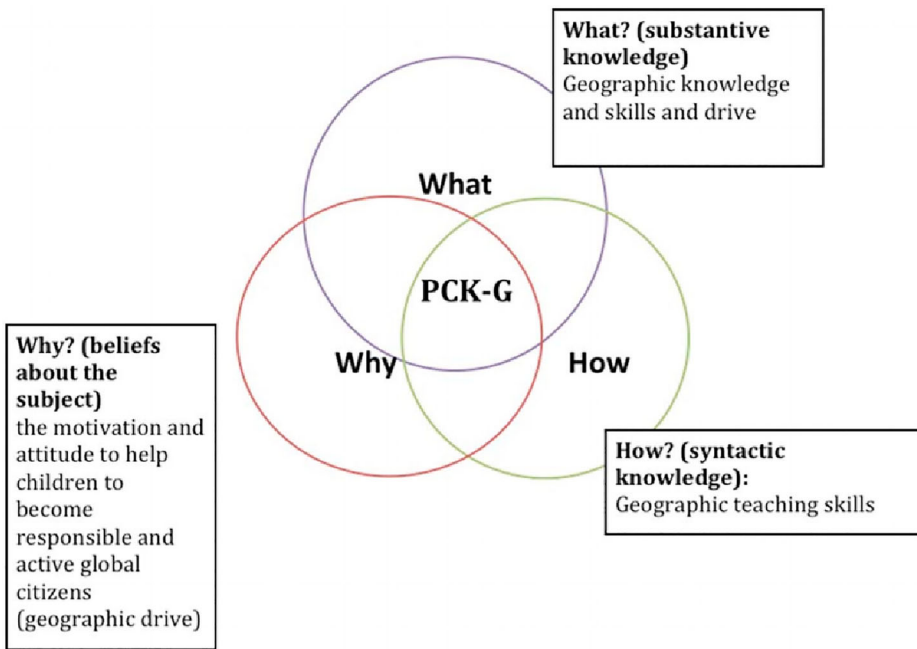 What? (substantive
knowledge)
Geographic knowledge
and skills and drive
What
PCK-G
Why
How
Why? (beliefs
about the
subject)
the motivation and
attitude to help
children to
become
responsible and
active global
citizens
(geographic drive)
How? (syntactic
knowledge):
Geographic teaching skills